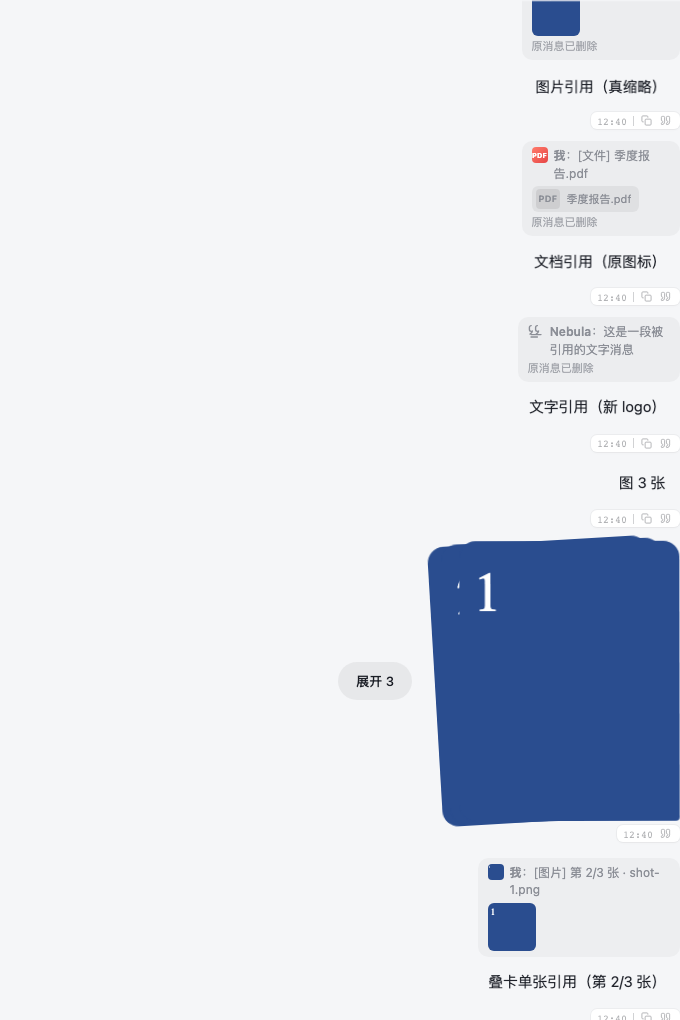 原消息已删除
图片引用（真缩略）
12:40
PDF 我：[文件] 季度报
告.pdf
PDF 季度报告.pdf
原消息已删除
文档引用（原图标）
12:40
Nebula：这是一段被
引用的文字消息
原消息已删除
文字引用（新 logo）
12:40
图 3 张
12:40
1
展开 3
12:40
我：[图片] 第 2/3 张 · shot-
1.png
1
叠卡单张引用（第 2/3 张）
12:40